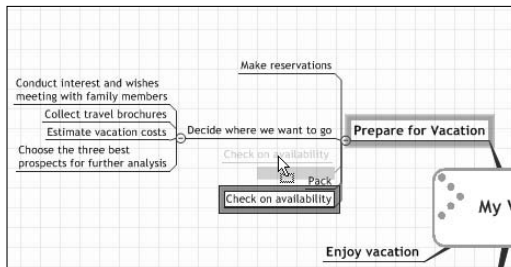 Make reservations
Conduct interest and wishes
meeting with family members
Collect travel brochures
Estimate vacation costs
Choose the three best
prospects for further analysis
Decide where we want to go
Prepare for Vacation
Check on availability
Pack
Check on availability
My V
Enjoy vacation